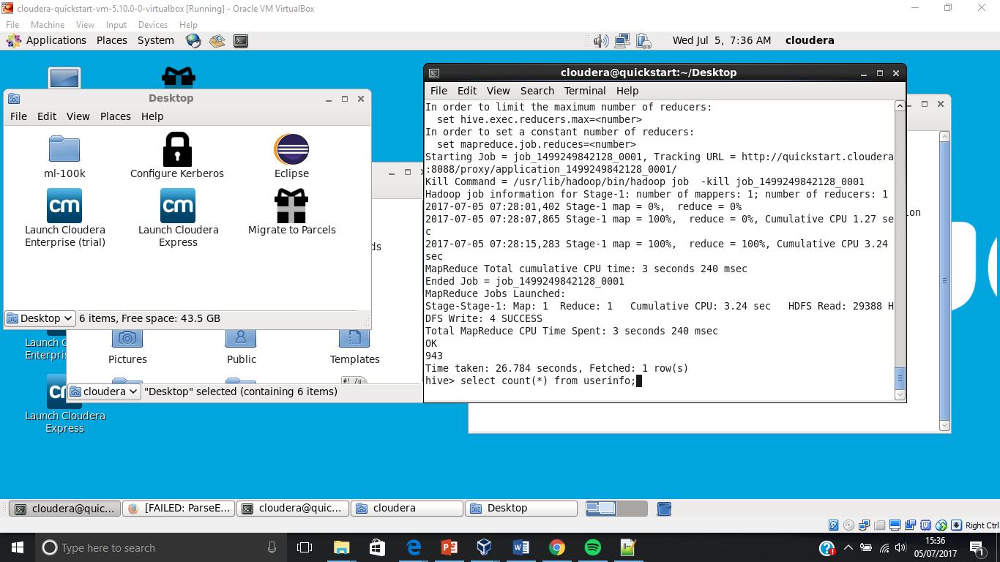 cloudera-quickstart-vm-5.10.0-0-virtualbox [Running] - Oracle VM VirtualBox
File Machine View Input Devices Help
Applications Places System
Wed Jul 5, 7:36 AM cloudera
Desktop
File Edit View Places Help
ml-100k
Configure Kerberos
Eclipse
cm
cm
Launch Cloudera
Enterprise (trial)
Launch Cloudera
Express
Migrate to Parcels
Desktop 6 items, Free space: 43.5 GB
ds
Launch Cl
Enterpris
Pictures
Public
Templates
#! /u
cloudera "Desktop" selected (containing 6 items)
Launch Cloudera
Express
cloudera@quickstart:~/Desktop
File Edit View Search Terminal Help
In order to limit the maximum number of reducers:
set hive.exec.reducers.max=<number>
In order to set a constant number of reducers:
set mapreduce.job.reduces=<number>
Starting Job = job_1499249842128_0001, Tracking URL = http://quickstart.cloudera
:8088/proxy/application_1499249842128_0001/
Kill Command = /usr/lib/hadoop/bin/hadoop job  -kill job_1499249842128_0001
Hadoop job information for Stage-1: number of mappers: 1; number of reducers: 1
2017-07-05 07:28:01,402 Stage-1 map = 0%,  reduce = 0%
2017-07-05 07:28:07,865 Stage-1 map = 100%,  reduce = 0%, Cumulative CPU 1.27 se
c
2017-07-05 07:28:15,283 Stage-1 map = 100%,  reduce = 100%, Cumulative CPU 3.24
sec
MapReduce Total cumulative CPU time: 3 seconds 240 msec
Ended Job = job_1499249842128_0001
MapReduce Jobs Launched:
Stage-Stage-1: Map: 1  Reduce: 1   Cumulative CPU: 3.24 sec   HDFS Read: 29388 H
DFS Write: 4 SUCCESS
Total MapReduce CPU Time Spent: 3 seconds 240 msec
OK
943
Time taken: 26.784 seconds, Fetched: 1 row(s)
hive> select count(*) from userinfo;
ion
cloudera@quic... [FAILED: ParseE... cloudera@quic... cloudera Desktop
Right Ctrl
Type here to search
15:36
05/07/2017
1